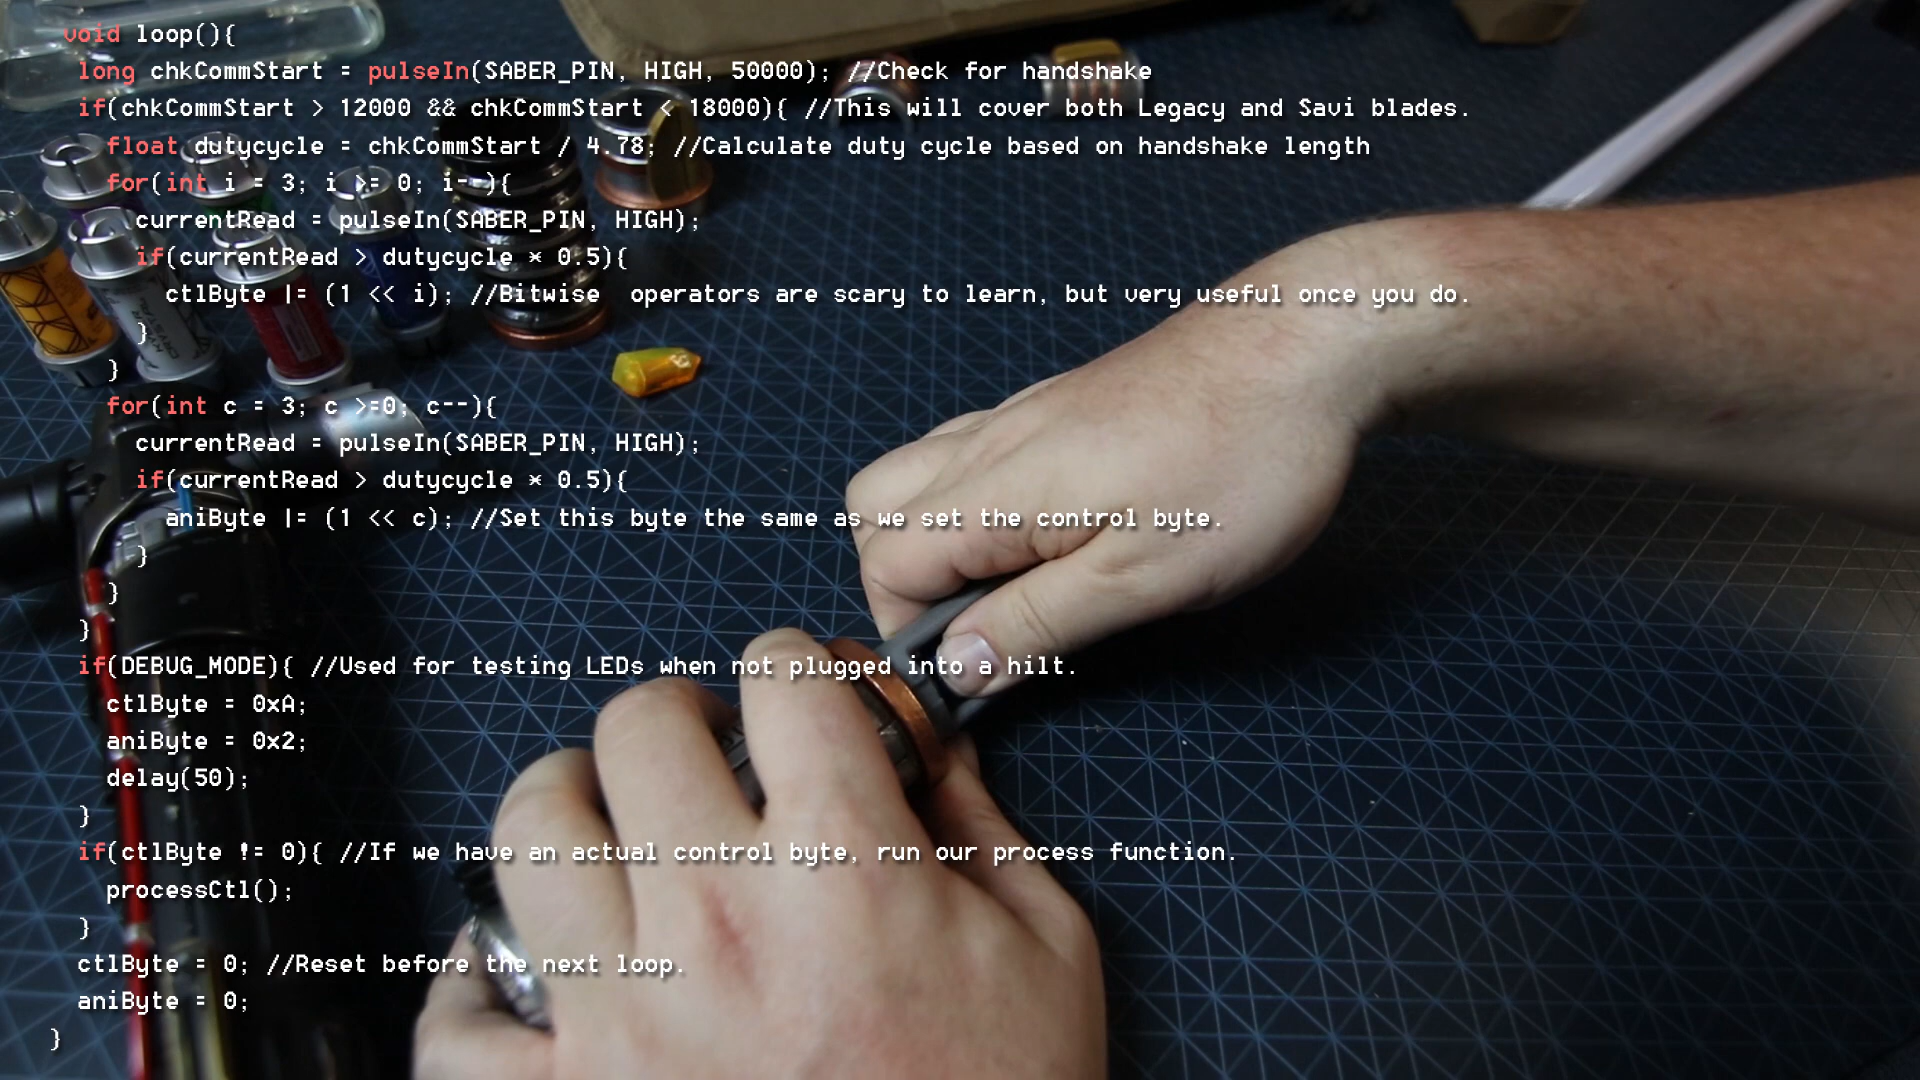 void loop(){
long chkCommStart = pulseIn(SABER_PIN, HIGH, 50000); //Check for handshake
if(chkCommStart > 12000 && chkCommStart < 18000){ //This will cover both Legacy and Savi blades.
float dutycycle = chkCommStart / 4.78; //Calculate duty cycle based on handshake length
for(int i = 3; i >= 0; i--){
currentRead = pulseIn(SABER_PIN, HIGH);
if(currentRead > dutycycle * 0.5){
ctlByte |= (1 << i); //Bitwise  operators are scary to learn, but very useful once you do.
}
}
for(int c = 3; c >=0; c--){
currentRead = pulseIn(SABER_PIN, HIGH);
if(currentRead > dutycycle * 0.5){
aniByte |= (1 << c); //Set this byte the same as we set the control byte.
}
}
}
if(DEBUG_MODE){ //Used for testing LEDs when not plugged into a hilt.
ctlByte = 0xA;
aniByte = 0x2;
delay(50);
}
if(ctlByte != 0){ //If we have an actual control byte, run our process function.
processCtl();
}
ctlByte = 0; //Reset before the next loop.
aniByte = 0;
}